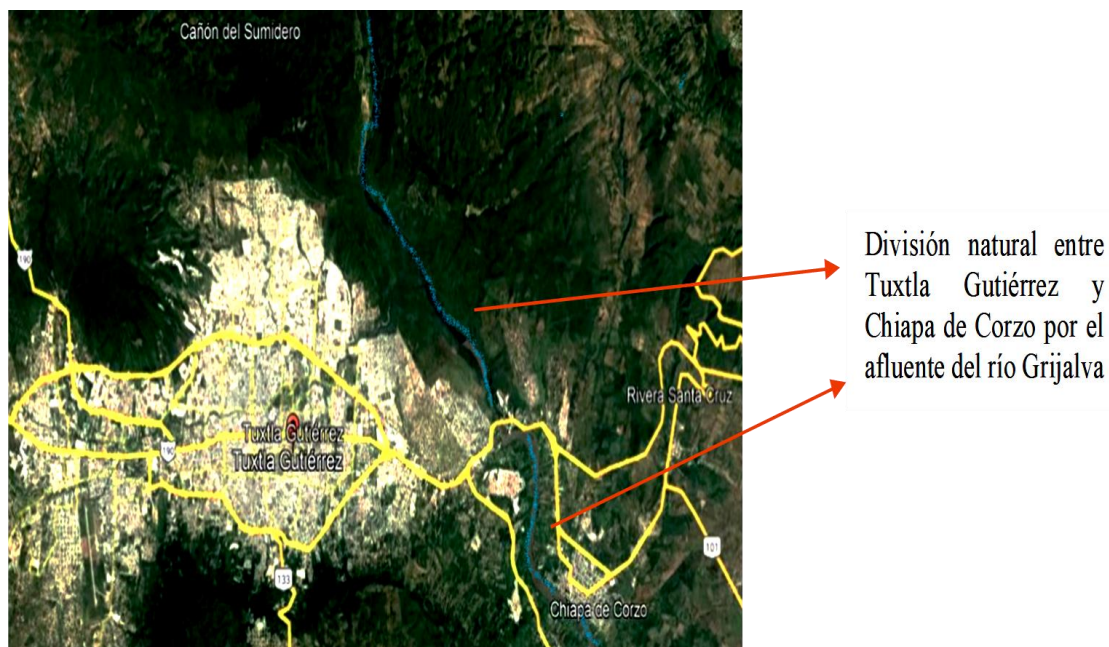 Cañón del Sumidero
190
División natural entre
Tuxtla Gutiérrez y
Chiapa de Corzo por el
afluente del río Grijalva
Rivera Santa Cruz
Tuxtla Gutiérrez
190
Tuxtla Gutiérrez
101
133
Chiapa de Corzo